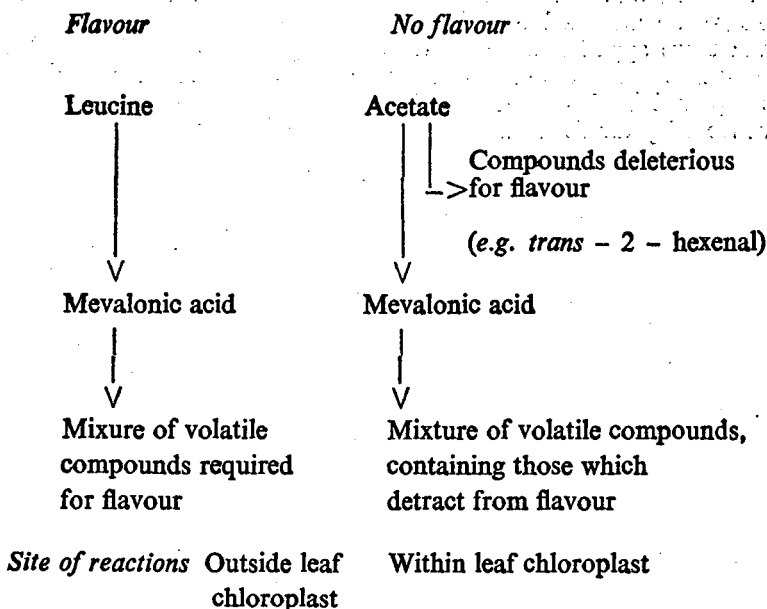 Flavour No flavour
Leucine Acetate
Compounds deleterious
for flavour
(e.g. trans – 2 – hexenal)
Mevalonic acid Mevalonic acid
Mixure of volatile Mixture of volatile compounds,
compounds required containing those which
for flavour detract from flavour
Site of reactions Outside leaf Within leaf chloroplast
chloroplast